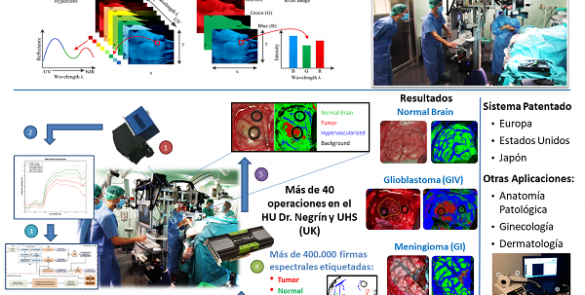 Hypercube
Green (G)
Blue (B)
Reflectance
UV
NIR
Wavelength λ
x
y
λ
x
y
Intensity
B
G
R
Wavelength λ
2
1
5
3
4
Normal Brain
Tumor
Hypervascularized
Background
Más de 40
operaciones en el
HU Dr. Negrín y UHS
(UK)
Más de 400.000 firmas
espectrales etiquetadas:
• Tumor
• Normal
Resultados
Normal Brain
Glioblastoma (GIV)
Meningioma (GI)
Sistema Patentado
• Europa
• Estados Unidos
• Japón
Otras Aplicaciones:
• Anatomía
Patológica
• Ginecología
• Dermatología